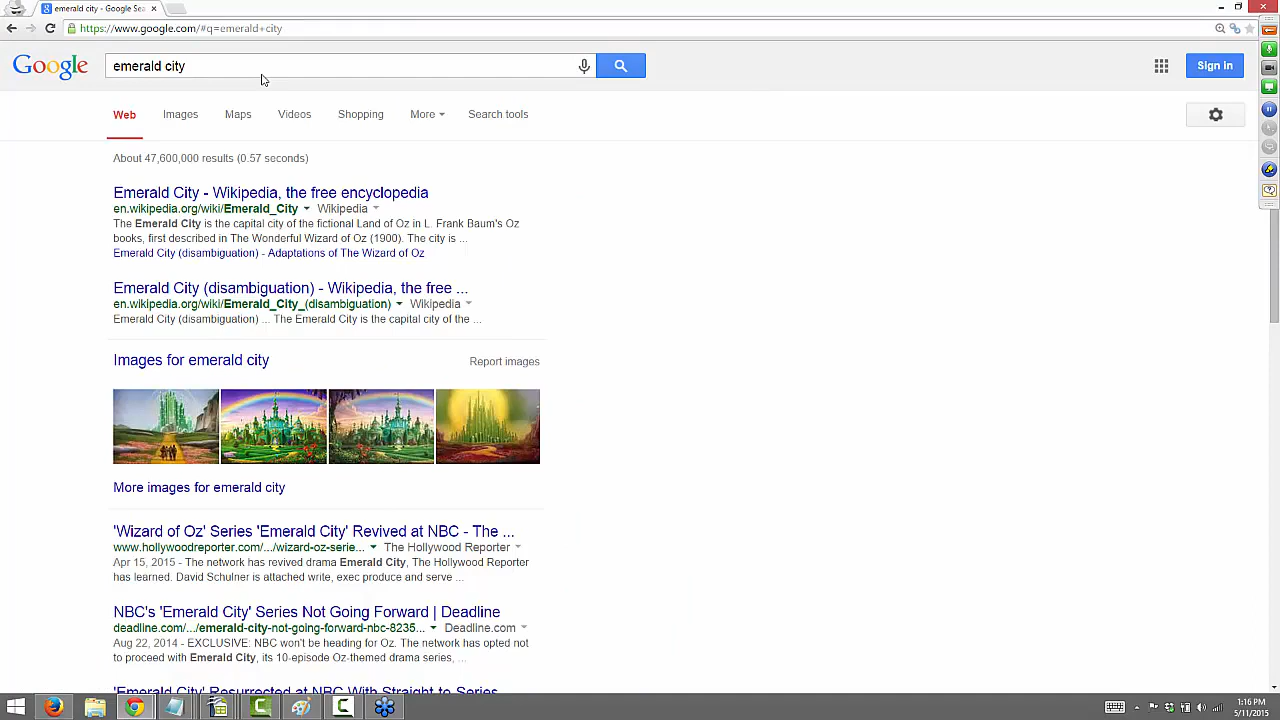 emerald city - Google Sea
https://www.google.com/#q=emerald+city
Google
emerald city
Sign in
Web Images Maps Videos Shopping More Search tools
About 47,600,000 results (0.57 seconds)
Emerald City - Wikipedia, the free encyclopedia
en.wikipedia.org/wiki/Emerald_City Wikipedia
The Emerald City is the capital city of the fictional Land of Oz in L. Frank Baum's Oz
books, first described in The Wonderful Wizard of Oz (1900). The city is ...
Emerald City (disambiguation) - Adaptations of The Wizard of Oz
Emerald City (disambiguation) - Wikipedia, the free ...
en.wikipedia.org/wiki/Emerald_City_(disambiguation) Wikipedia
Emerald City (disambiguation) ... The Emerald City is the capital city of the ...
Images for emerald city
Report images
More images for emerald city
'Wizard of Oz' Series 'Emerald City' Revived at NBC - The ...
www.hollywoodreporter.com/.../wizard-oz-serie... The Hollywood Reporter
Apr 15, 2015 - The network has revived drama Emerald City, The Hollywood Reporter
has learned. David Schulner is attached write, exec produce and serve ...
NBC's 'Emerald City' Series Not Going Forward | Deadline
deadline.com/.../emerald-city-not-going-forward-nbc-8235... Deadline.com
Aug 22, 2014 - EXCLUSIVE: NBC won't be heading for Oz. The network has opted not
to proceed with Emerald City, its 10-episode Oz-themed drama series, ...
'Emerald City' Resurrected at NBC With Straight-to-Series
1:16 PM
5/11/2015